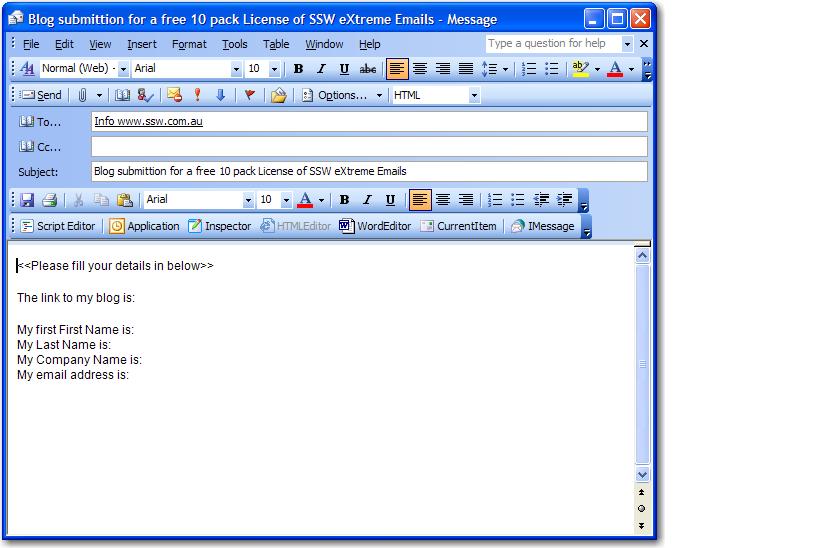 Blog submittion for a free 10 pack License of SSW eXtreme Emails - Message
File Edit View Insert Format Tools Table Window Help Type a question for help
Normal (Web) Arial 10 B I U abc ab A
Send Options... HTML
To... Info www.ssw.com.au
Cc...
Subject: Blog submittion for a free 10 pack License of SSW eXtreme Emails
Arial 10 A B I U
Script Editor Application Inspector HTMLEditor WordEditor CurrentItem IMessage
<<Please fill your details in below>>
The link to my blog is:
My first First Name is:
My Last Name is:
My Company Name is:
My email address is: